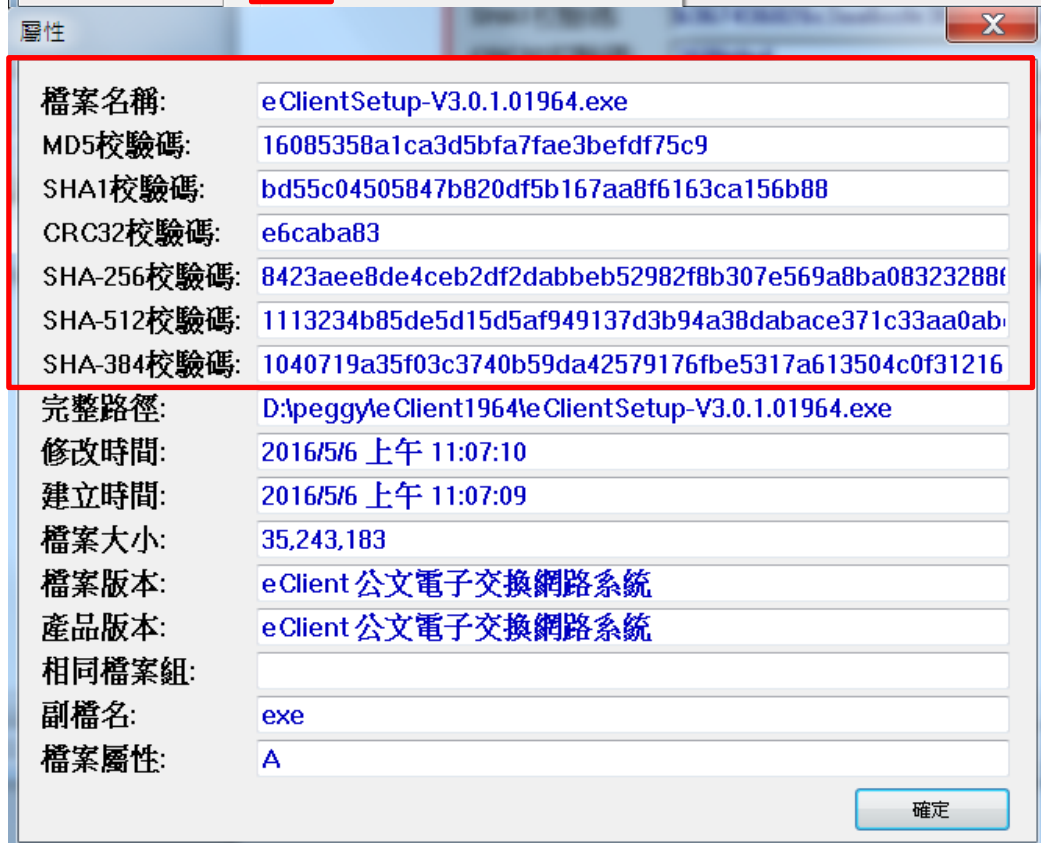 屬性
檔案名稱: eClientSetup-V3.0.1.01964.exe
MD5校驗碼: 16085358a1ca3d5bfa7fae3befdf75c9
SHA1校驗碼: bd55c04505847b820df5b167aa8f6163ca156b88
CRC32校驗碼: e6caba83
SHA-256校驗碼: 8423aee8de4ceb2df2dabbeb52982f8b307e569a8ba083232886
SHA-512校驗碼: 1113234b85de5d15d5af949137d3b94a38dabace371c33aa0ab
SHA-384校驗碼: 1040719a35f03c3740b59da42579176fbe5317a613504c0f31216
完整路徑: D:\peggy\eClient1964\eClientSetup-V3.0.1.01964.exe
修改時間: 2016/5/6 上午 11:07:10
建立時間: 2016/5/6 上午 11:07:09
檔案大小: 35,243,183
檔案版本: eClient 公文電子交換網路系統
產品版本: eClient 公文電子交換網路系統
相同檔案組:
副檔名: exe
檔案屬性: A
確定